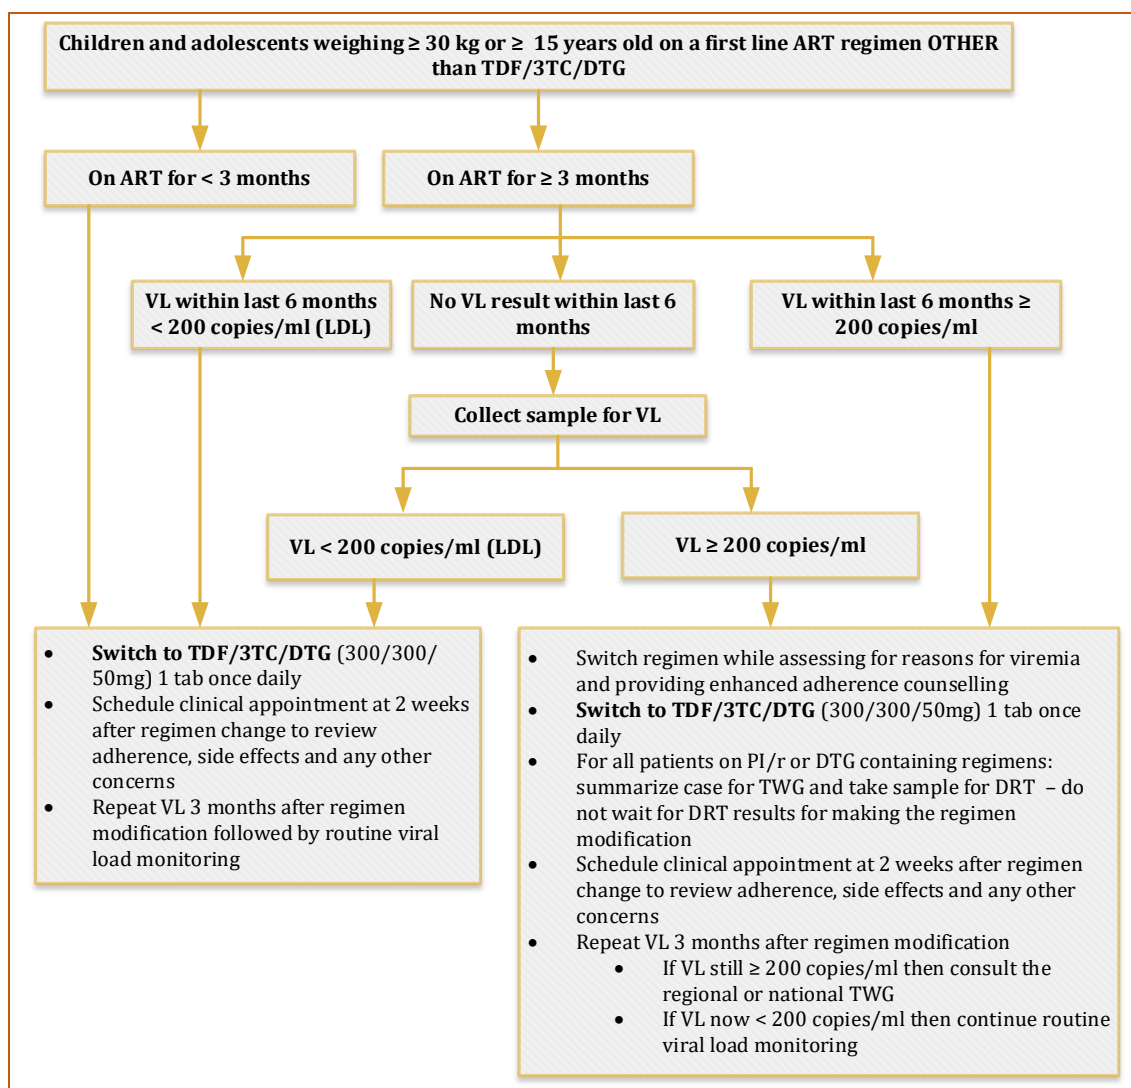 Children and adolescents weighing ≥ 30 kg or ≥ 15 years old on a first line ART regimen OTHER
than TDF/3TC/DTG
On ART for < 3 months
On ART for ≥ 3 months
VL within last 6 months
< 200 copies/ml (LDL)
No VL result within last 6
months
VL within last 6 months ≥
200 copies/ml
Collect sample for VL
VL < 200 copies/ml (LDL)
VL ≥ 200 copies/ml
• Switch to TDF/3TC/DTG (300/300/
50mg) 1 tab once daily
• Schedule clinical appointment at 2 weeks
after regimen change to review
adherence, side effects and any other
concerns
• Repeat VL 3 months after regimen
modification followed by routine viral
load monitoring
• Switch regimen while assessing for reasons for viremia
and providing enhanced adherence counselling
• Switch to TDF/3TC/DTG (300/300/50mg) 1 tab once
daily
• For all patients on PI/r or DTG containing regimens:
summarize case for TWG and take sample for DRT – do
not wait for DRT results for making the regimen
modification
• Schedule clinical appointment at 2 weeks after regimen
change to review adherence, side effects and any other
concerns
• Repeat VL 3 months after regimen modification
• If VL still ≥ 200 copies/ml then consult the
regional or national TWG
• If VL now < 200 copies/ml then continue routine
viral load monitoring